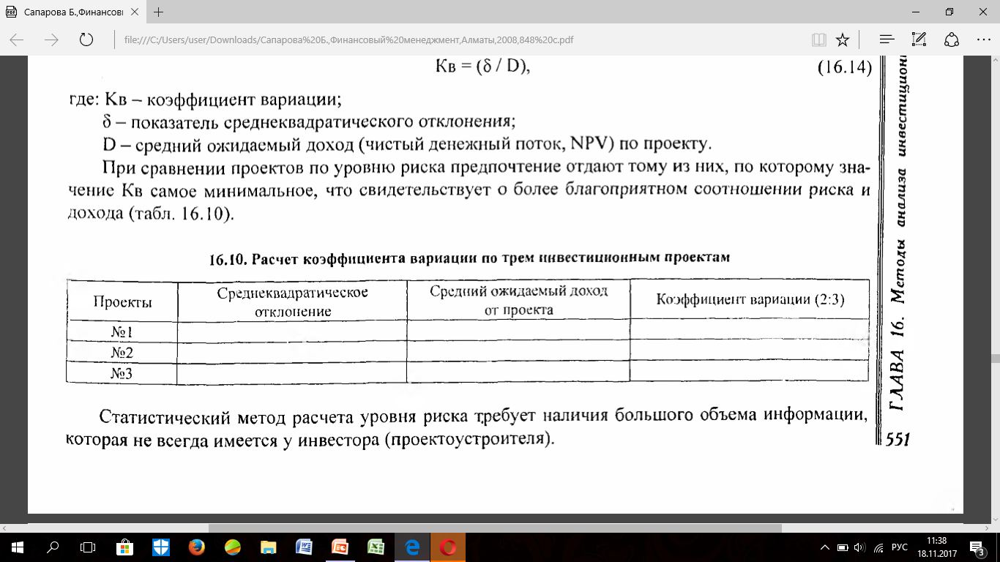 Сапарова Б.,Финансовы
file:///C:/Users/user/Downloads/Сапарова%20Б.,Финансовый%20менеджмент,Алматы,2008,848%20с.pdf
Кв = (δ / D), (16.14)
где: Кв – коэффициент вариации;
δ – показатель среднеквадратического отклонения;
D – средний ожидаемый доход (чистый денежный поток, NPV) по проекту.
При сравнении проектов по уровню риска предпочтение отдают тому из них, по которому зна-
чение Кв самое минимальное, что свидетельствует о более благоприятном соотношении риска и
дохода (табл. 16.10).
16.10. Расчет коэффициента вариации по трем инвестиционным проектам
Проекты
Среднеквадратическое
отклонение
Средний ожидаемый доход
от проекта
Коэффициент вариации (2:3)
№1
№2
№3
Статистический метод расчета уровня риска требует наличия большого объема информации,
которая не всегда имеется у инвестора (проектоустроителя).
ГЛАВА 16. Методы анализа инвестицион
551
РУС
11:38
18.11.2017
3